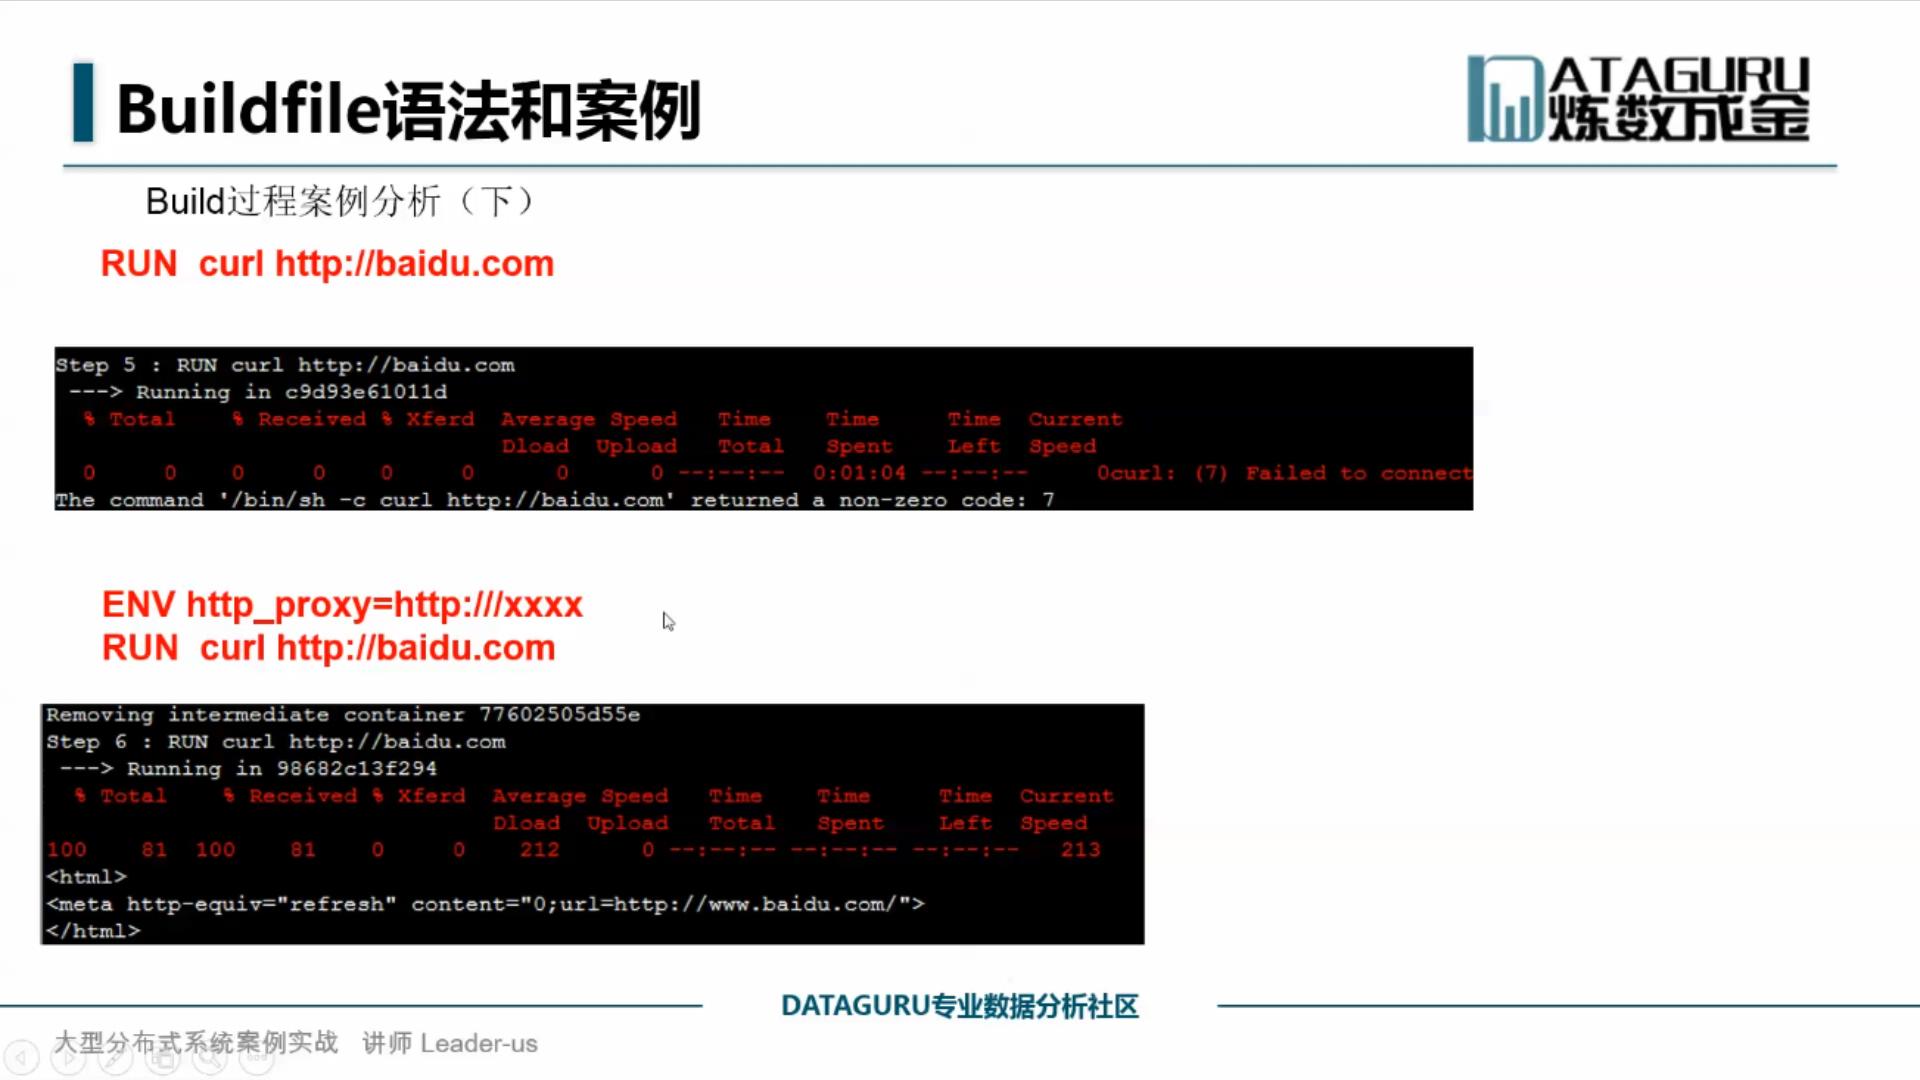 Buildfile语法和案例
DATAGURU
炼数成金
Build过程案例分析（下）
RUN  curl http://baidu.com
Step 5 : RUN curl http://baidu.com
 ---> Running in c9d93e61011d
  % Total    % Received % Xferd  Average Speed   Time    Time     Time  Current
                                 Dload  Upload   Total   Spent    Left  Speed
  0     0    0     0    0     0      0      0 --:--:--  0:01:04 --:--:--     0curl: (7) Failed to connect
The command '/bin/sh -c curl http://baidu.com' returned a non-zero code: 7
ENV http_proxy=http:///xxxx
RUN  curl http://baidu.com
Removing intermediate container 77602505d55e
Step 6 : RUN curl http://baidu.com
 ---> Running in 98682c13f294
  % Total    % Received % Xferd  Average Speed   Time    Time     Time  Current
                                 Dload  Upload   Total   Spent    Left  Speed
100    81  100    81    0     0    212      0 --:--:-- --:--:-- --:--:--   213
<html>
<meta http-equiv="refresh" content="0;url=http://www.baidu.com/">
</html>
DATAGURU专业数据分析社区
大型分布式系统案例实战   讲师 Leader-us